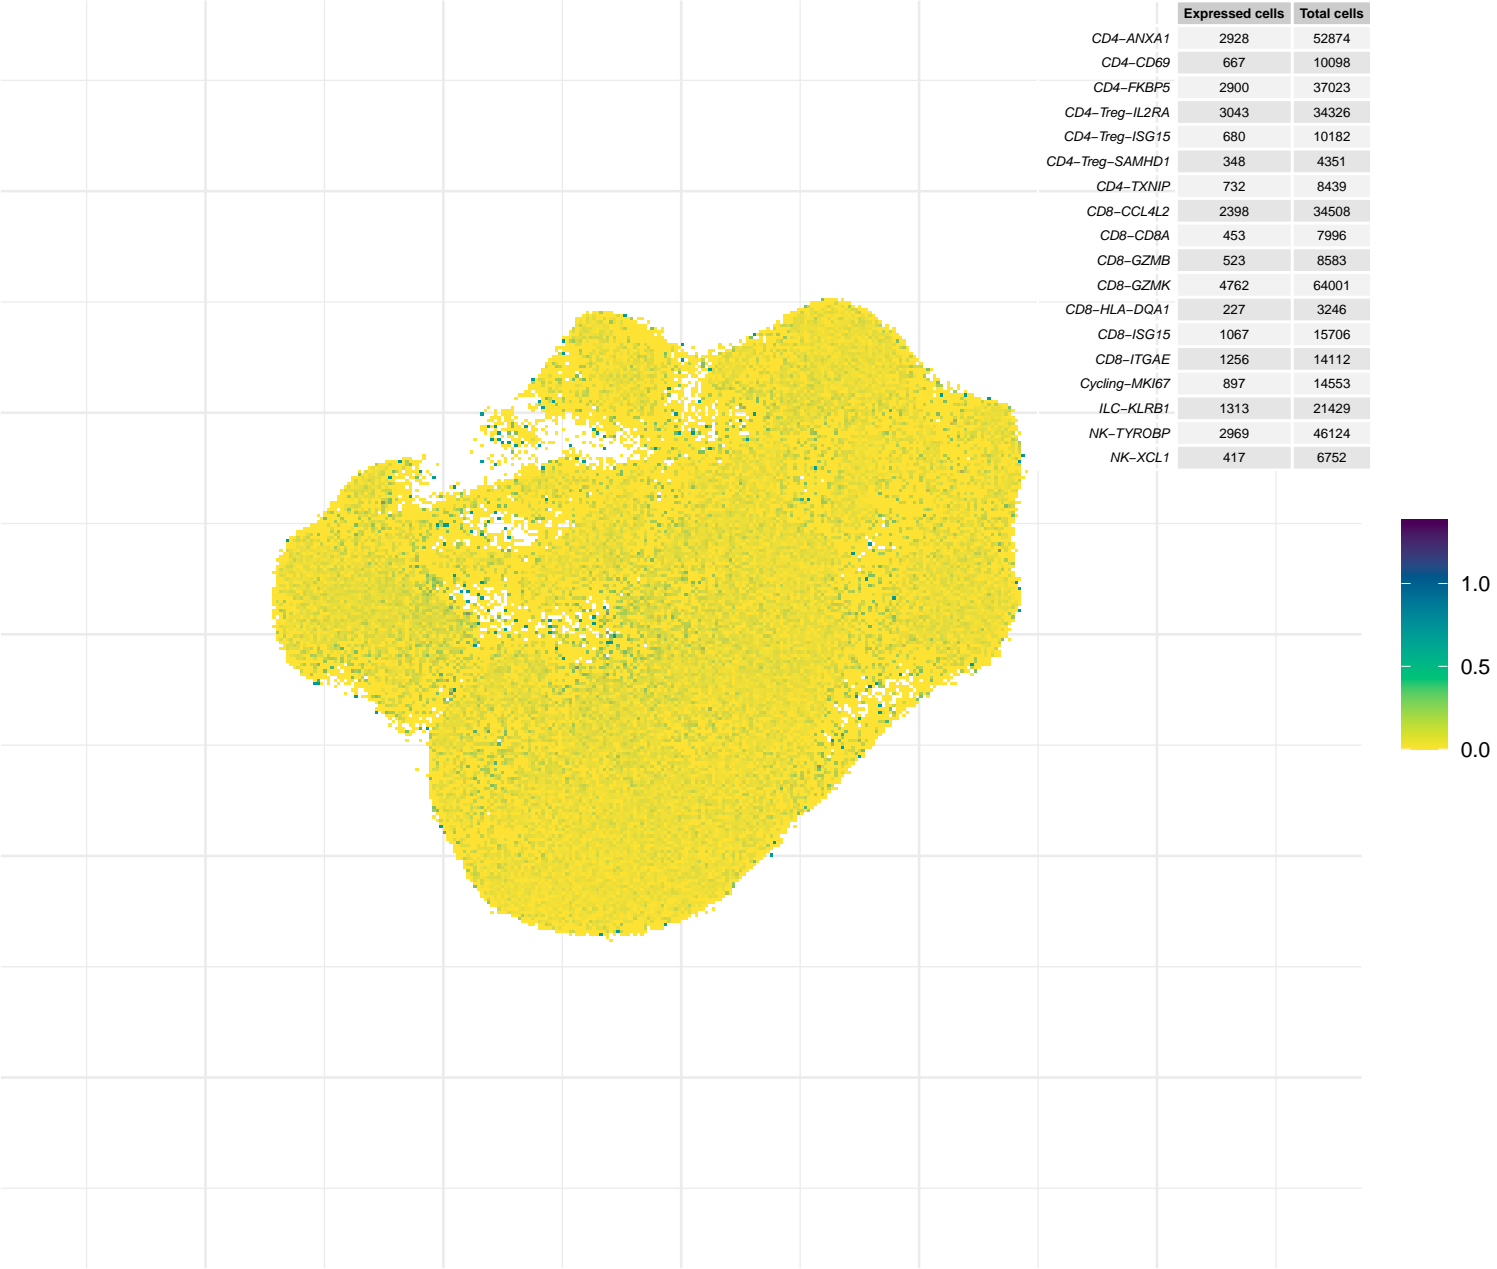 Expressed cells Total cells
CD4−ANXA1 2928 52874
CD4−CD69 667 10098
CD4−FKBP5 2900 37023
CD4−Treg−IL2RA 3043 34326
CD4−Treg−ISG15 680 10182
CD4−Treg−SAMHD1 348 4351
CD4−TXNIP 732 8439
CD8−CCL4L2 2398 34508
CD8−CD8A 453 7996
CD8−GZMB 523 8583
CD8−GZMK 4762 64001
CD8−HLA−DQA1 227 3246
CD8−ISG15 1067 15706
CD8−ITGAE 1256 14112
Cycling−MKI67 897 14553
ILC−KLRB1 1313 21429
NK−TYROBP 2969 46124
NK−XCL1 417 6752
1.0
0.5
0.0